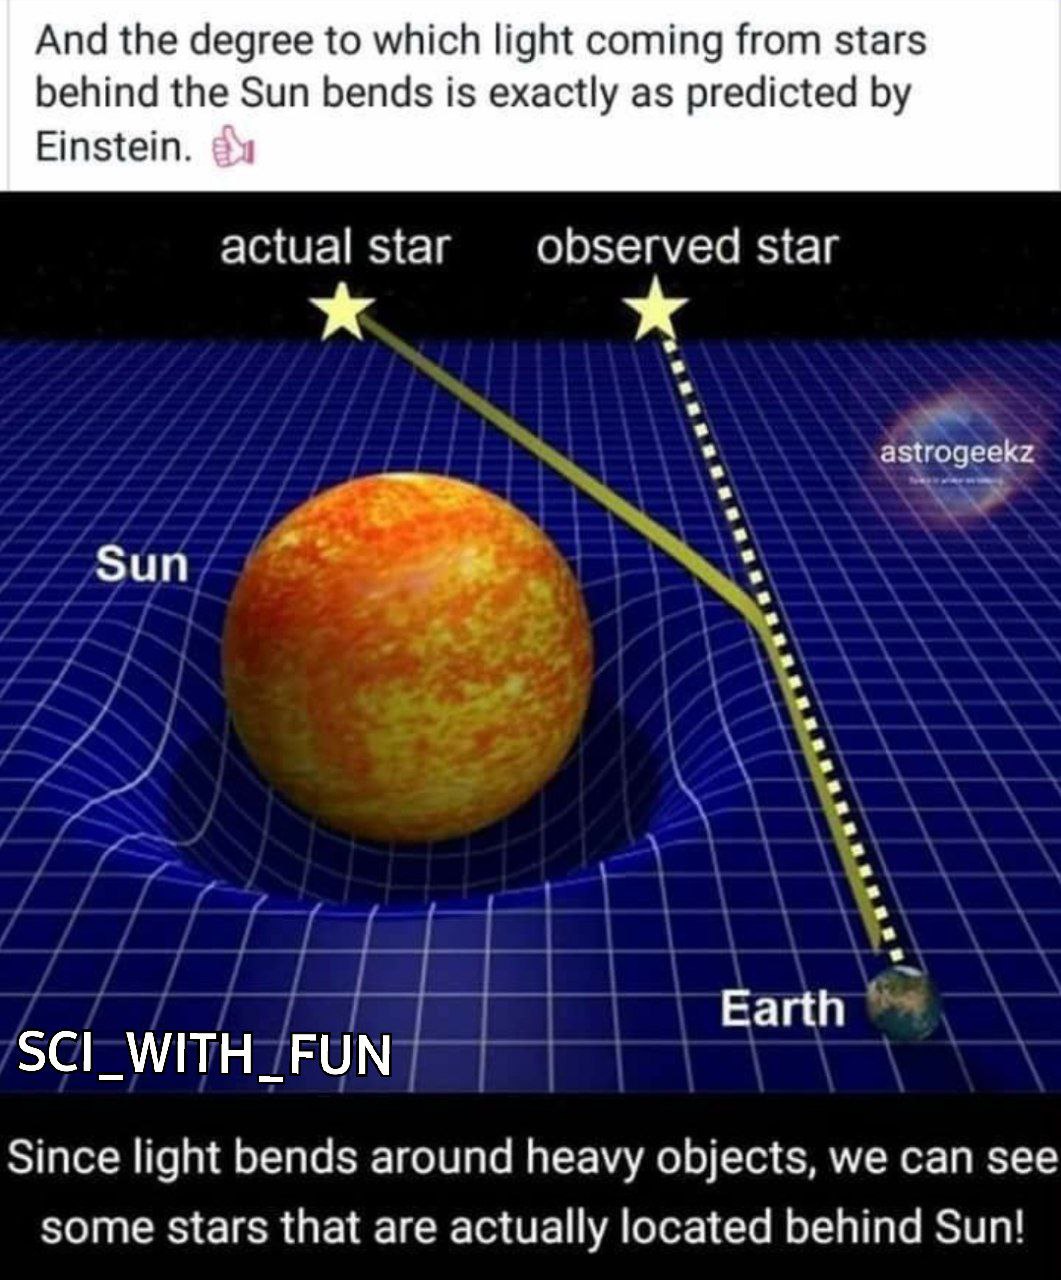 And the degree to which light coming from stars
behind the Sun bends is exactly as predicted by
Einstein. 👍
actual star
observed star
astrogeekz
Sun
Earth
SCI_WITH_FUN
Since light bends around heavy objects, we can see
some stars that are actually located behind Sun!